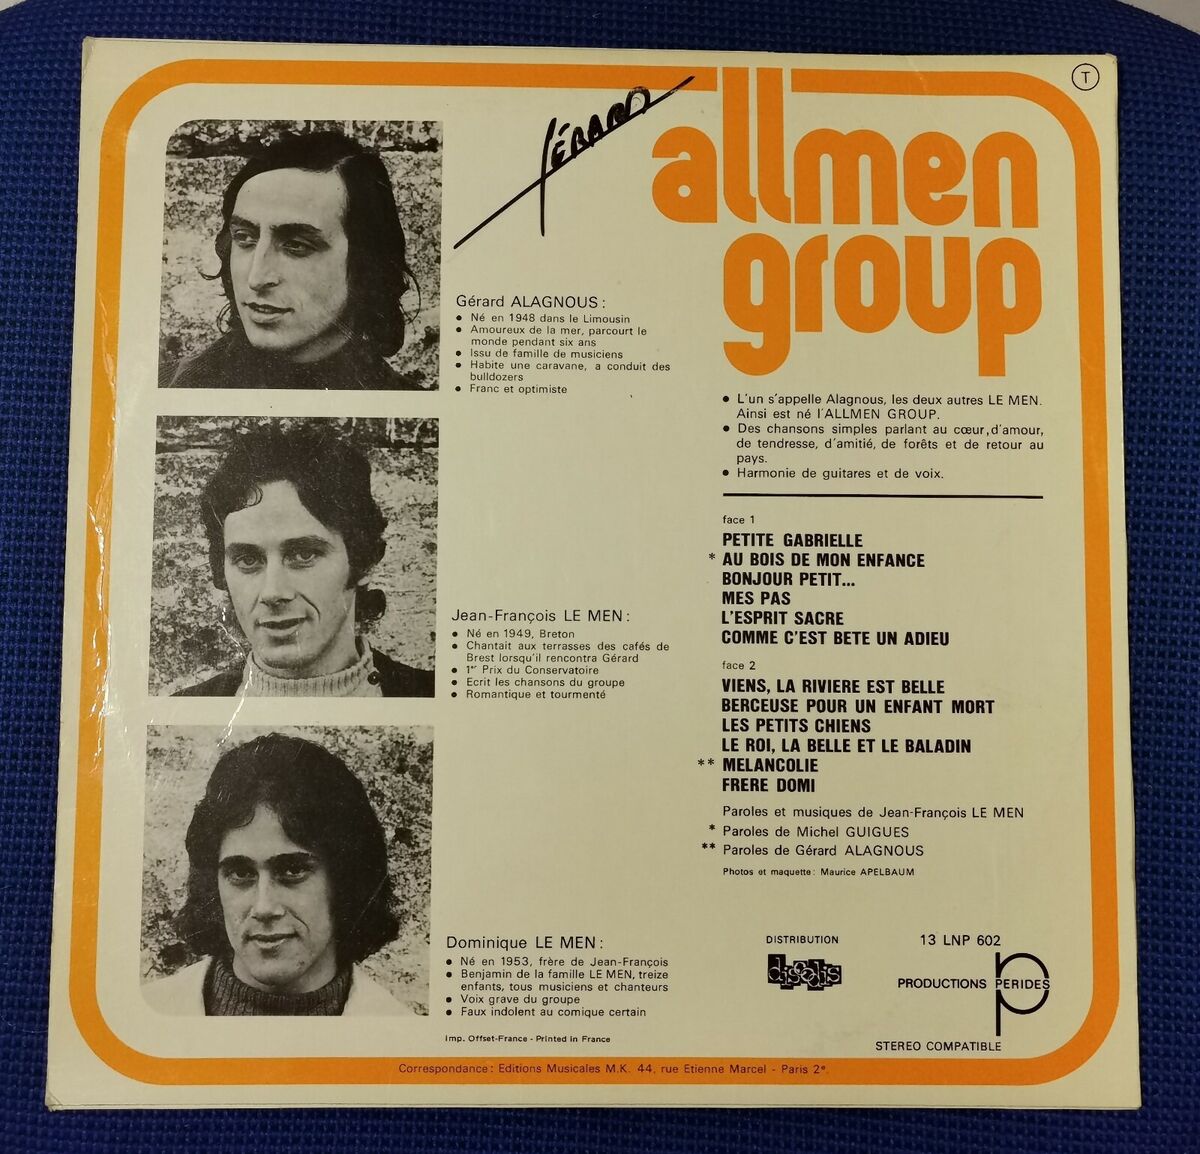 T
GÉRARD
allmen
group
Gérard ALAGNOUS :
• Né en 1948 dans le Limousin
• Amoureux de la mer, parcourt le
monde pendant six ans
• Issu de famille de musiciens
• Habite une caravane, a conduit des
bulldozers
• Franc et optimiste
Jean-François LE MEN :
• Né en 1949, Breton
• Chantait aux terrasses des cafés de
Brest lorsqu'il rencontra Gérard
• 1er Prix du Conservatoire
• Ecrit les chansons du groupe
• Romantique et tourmenté
Dominique LE MEN :
• Né en 1953, frère de Jean-François
• Benjamin de la famille LE MEN, treize
enfants, tous musiciens et chanteurs
• Voix grave du groupe
• Faux indolent au comique certain
Imp. Offset-France - Printed in France
• L'un s'appelle Alagnous, les deux autres LE MEN.
Ainsi est né l'ALLMEN GROUP.
• Des chansons simples parlant au cœur, d'amour,
de tendresse, d'amitié, de forêts et de retour au
pays.
• Harmonie de guitares et de voix.
face 1
PETITE GABRIELLE
* AU BOIS DE MON ENFANCE
BONJOUR PETIT...
MES PAS
L'ESPRIT SACRE
COMME C'EST BETE UN ADIEU
face 2
VIENS, LA RIVIERE EST BELLE
BERCEUSE POUR UN ENFANT MORT
LES PETITS CHIENS
LE ROI, LA BELLE ET LE BALADIN
** MELANCOLIE
FRERE DOMI
Paroles et musiques de Jean-François LE MEN
* Paroles de Michel GUIGUES
** Paroles de Gérard ALAGNOUS
Photos et maquette : Maurice APELBAUM
DISTRIBUTION
discodis
13 LNP 602
PRODUCTIONS PERIDES
STEREO COMPATIBLE
Correspondance : Editions Musicales M.K. 44, rue Etienne Marcel - Paris 2e.